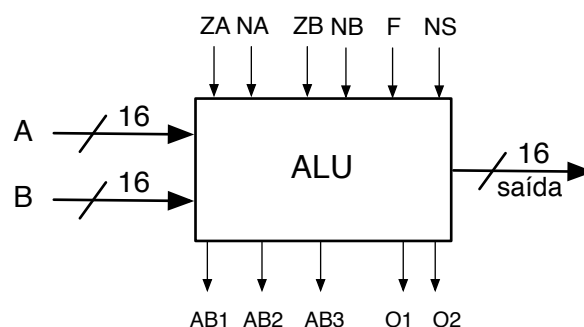 ZA NA ZB NB F NS
A 16
B 16
ALU
16
saída
AB1 AB2 AB3 O1 O2